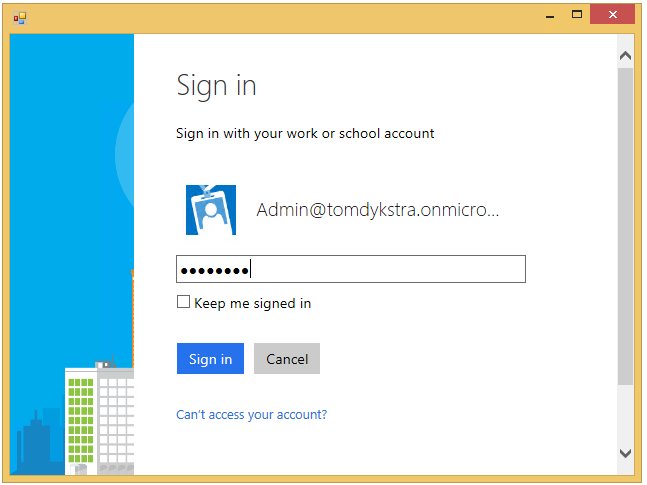 Sign in
Sign in with your work or school account
Admin@tomdykstra.onmicro...
●●●●●●●●
Keep me signed in
Sign in Cancel
Can't access your account?